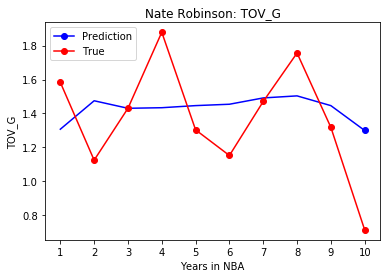 Nate Robinson: TOV_G
Prediction
True
TOV_G
1.8
1.6
1.4
1.2
1.0
0.8
1 2 3 4 5 6 7 8 9 10
Years in NBA